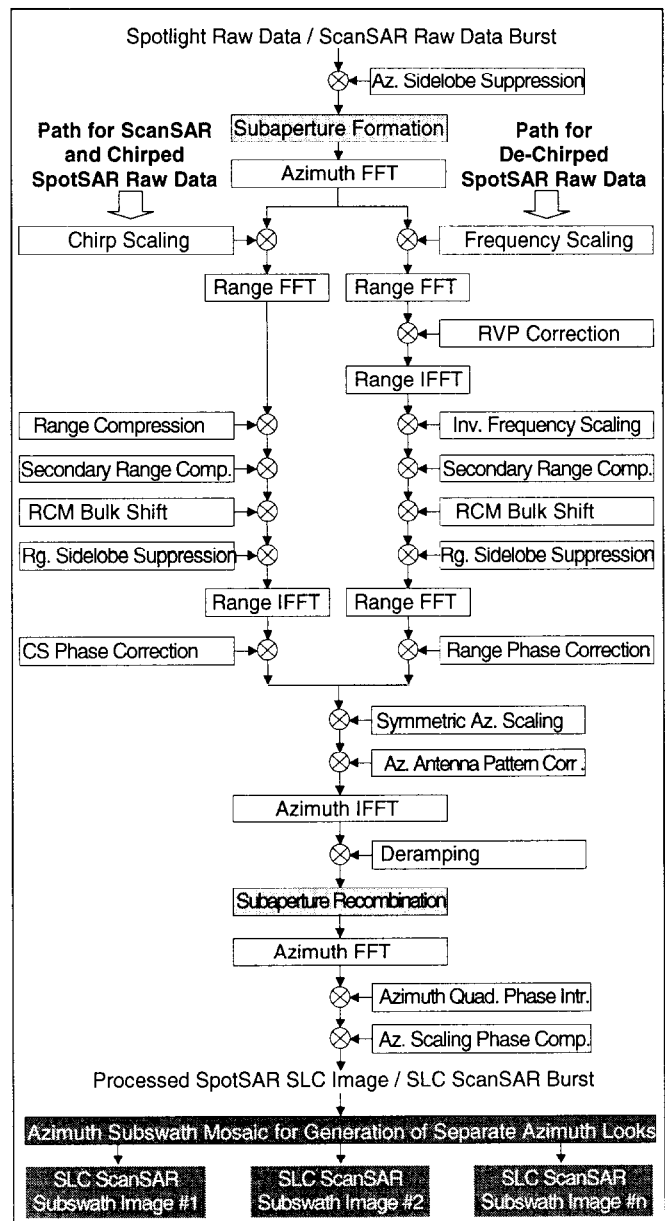 Spotlight Raw Data / ScanSAR Raw Data Burst
Az. Sidelobe Suppression
Subaperture Formation
Azimuth FFT
Path for ScanSAR
and Chirped
SpotSAR Raw Data
Path for
De-Chirped
SpotSAR Raw Data
Chirp Scaling
Frequency Scaling
Range FFT
Range FFT
RVP Correction
Range IFFT
Range Compression
Inv. Frequency Scaling
Secondary Range Comp.
Secondary Range Comp.
RCM Bulk Shift
RCM Bulk Shift
Rg. Sidelobe Suppression
Rg. Sidelobe Suppression
Range IFFT
Range FFT
CS Phase Correction
Range Phase Correction
Symmetric Az. Scaling
Az. Antenna Pattern Corr.
Azimuth IFFT
Deramping
Subaperture Recombination
Azimuth FFT
Azimuth Quad. Phase Intr.
Az. Scaling Phase Comp.
Processed SpotSAR SLC Image / SLC ScanSAR Burst
Azimuth Subswath Mosaic for Generation of Separate Azimuth Looks
SLC ScanSAR
Subswath Image #1
SLC ScanSAR
Subswath Image #2
SLC ScanSAR
Subswath Image #n